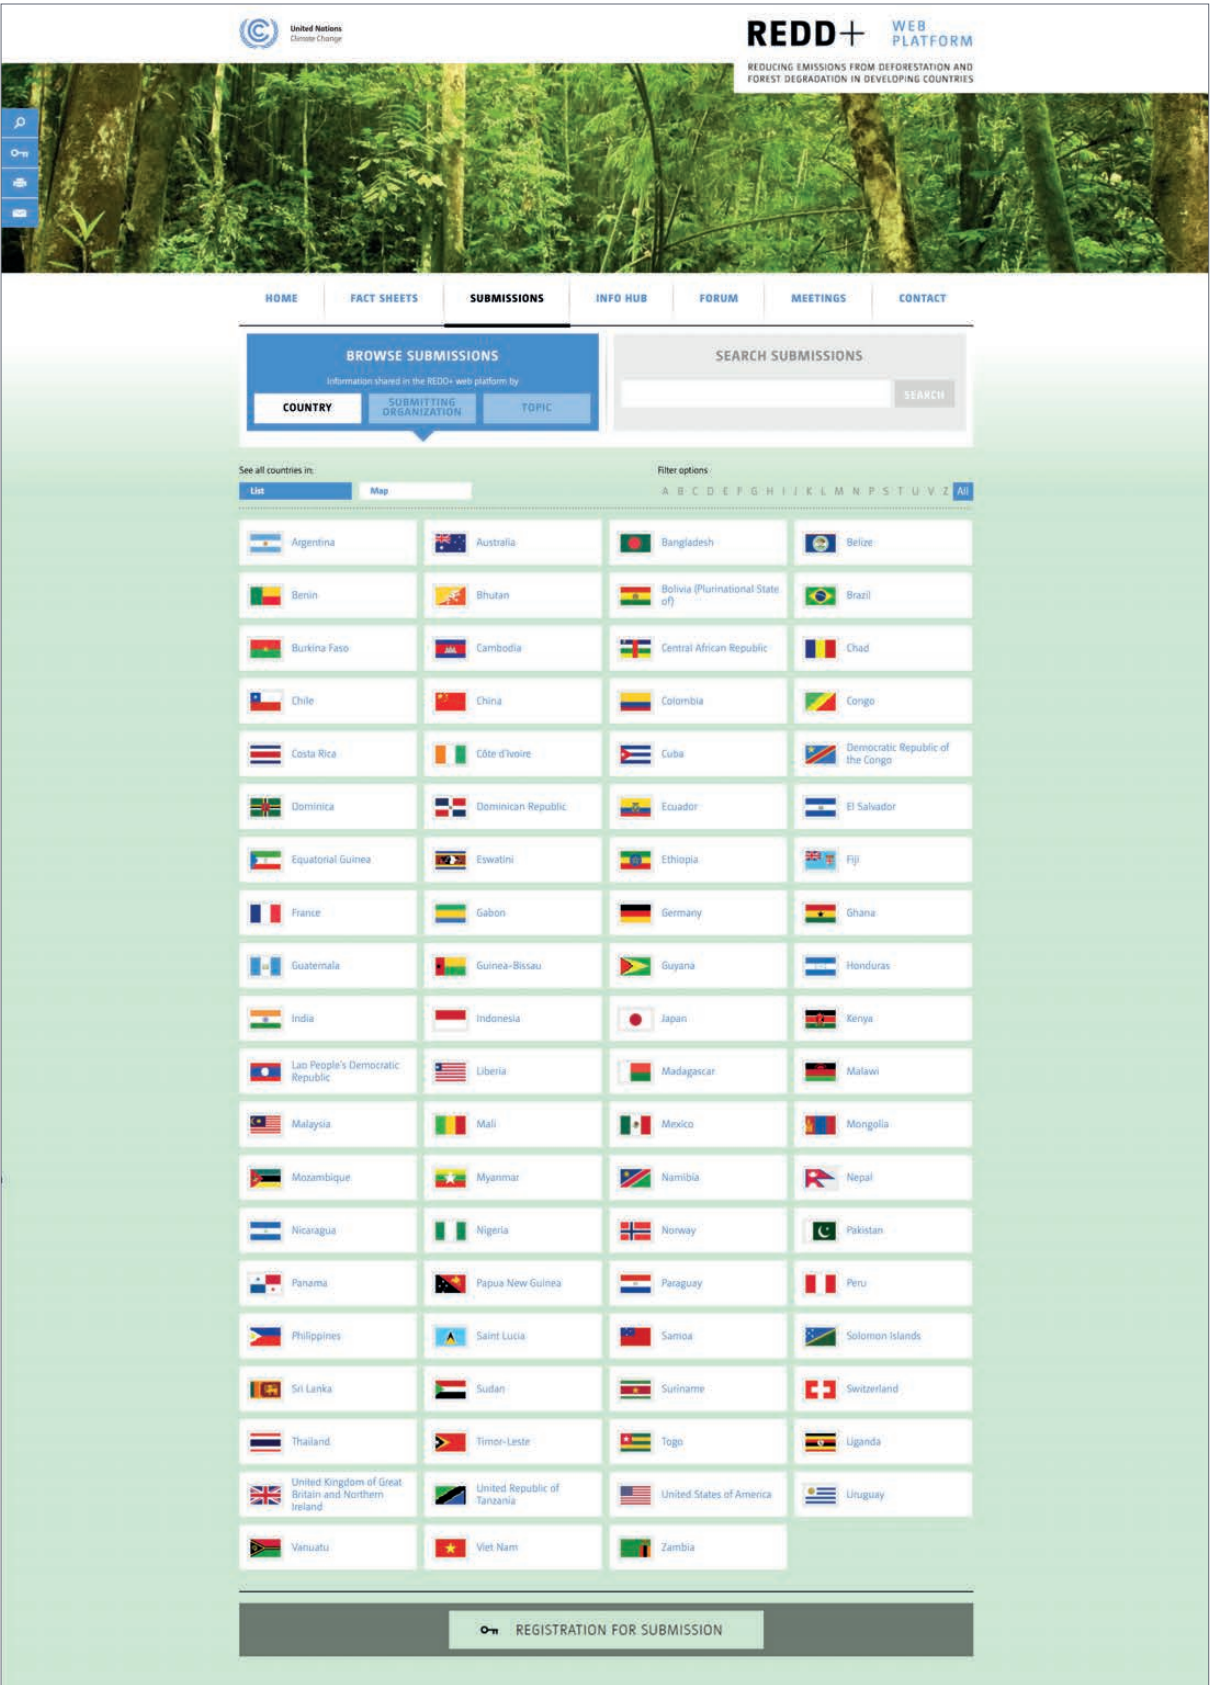 United Nations
Climate Change
REDD+ WEB PLATFORM
REDUCING EMISSIONS FROM DEFORESTATION AND
FOREST DEGRADATION IN DEVELOPING COUNTRIES
HOME FACT SHEETS SUBMISSIONS INFO HUB FORUM MEETINGS CONTACT
BROWSE SUBMISSIONS
Information shared in the REDD+ web platform by
COUNTRY
SUBMITTING
ORGANIZATION
TOPIC
SEARCH SUBMISSIONS
SEARCH
See all countries in:
List Map
Filter options
A B C D E F G H I J K L M N P S T U V Z All
Argentina
Australia
Bangladesh
Belize
Benin
Bhutan
Bolivia (Plurinational State
of)
Brazil
Burkina Faso
Cambodia
Central African Republic
Chad
Chile
China
Colombia
Congo
Costa Rica
Côte d'Ivoire
Cuba
Democratic Republic of
the Congo
Dominica
Dominican Republic
Ecuador
El Salvador
Equatorial Guinea
Eswatini
Ethiopia
Fiji
France
Gabon
Germany
Ghana
Guatemala
Guinea-Bissau
Guyana
Honduras
India
Indonesia
Japan
Kenya
Lao People's Democratic
Republic
Liberia
Madagascar
Malawi
Malaysia
Mali
Mexico
Mongolia
Mozambique
Myanmar
Namibia
Nepal
Nicaragua
Nigeria
Norway
Pakistan
Panama
Papua New Guinea
Paraguay
Peru
Philippines
Saint Lucia
Samoa
Solomon Islands
Sri Lanka
Sudan
Suriname
Switzerland
Thailand
Timor-Leste
Togo
Uganda
United Kingdom of Great
Britain and Northern
Ireland
United Republic of
Tanzania
United States of America
Uruguay
Vanuatu
Viet Nam
Zambia
REGISTRATION FOR SUBMISSION